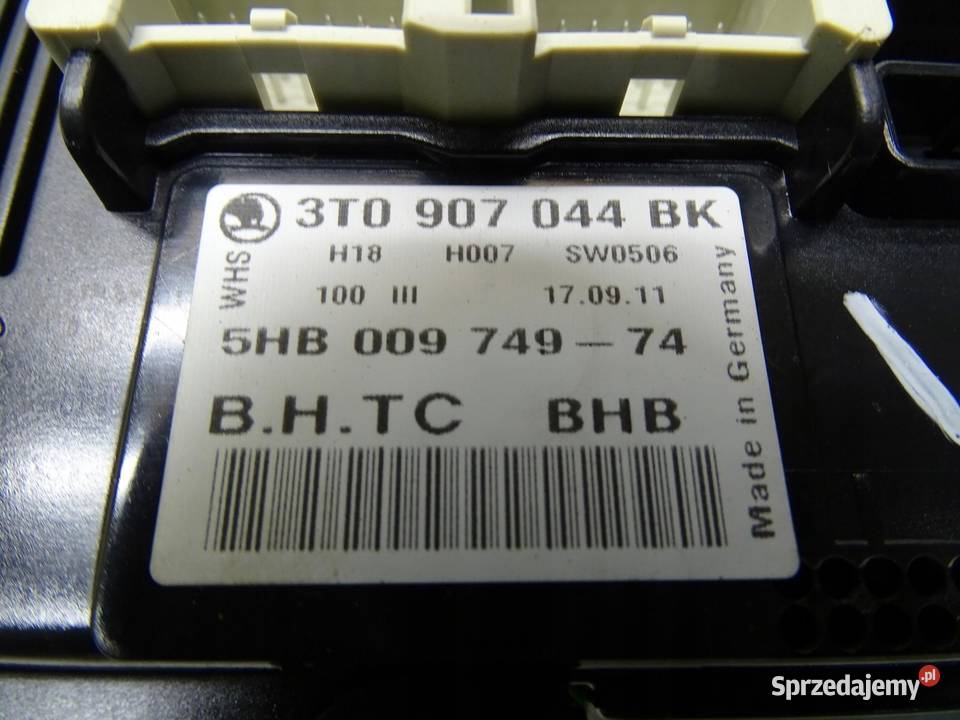 3T0 907 044 BK
H18 H007 SW0506
WHS
100 III 17.09.11
5HB 009 749-74
B.H.TC BHB
Made in Germany
Sprzedajemy.pl